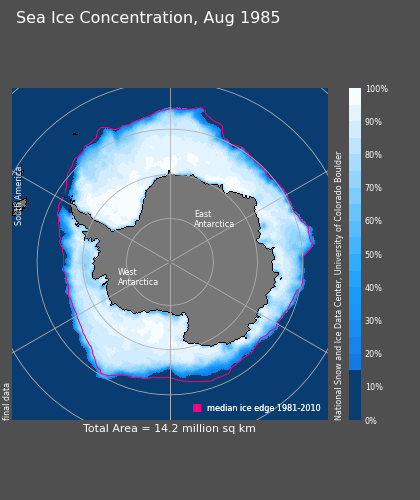 Sea Ice Concentration, Aug 1985
100%
90%
80%
70%
60%
50%
40%
30%
20%
10%
0%
National Snow and Ice Data Center, University of Colorado Boulder
South America
East
Antarctica
West
Antarctica
final data
median ice edge 1981-2010
Total Area = 14.2 million sq km